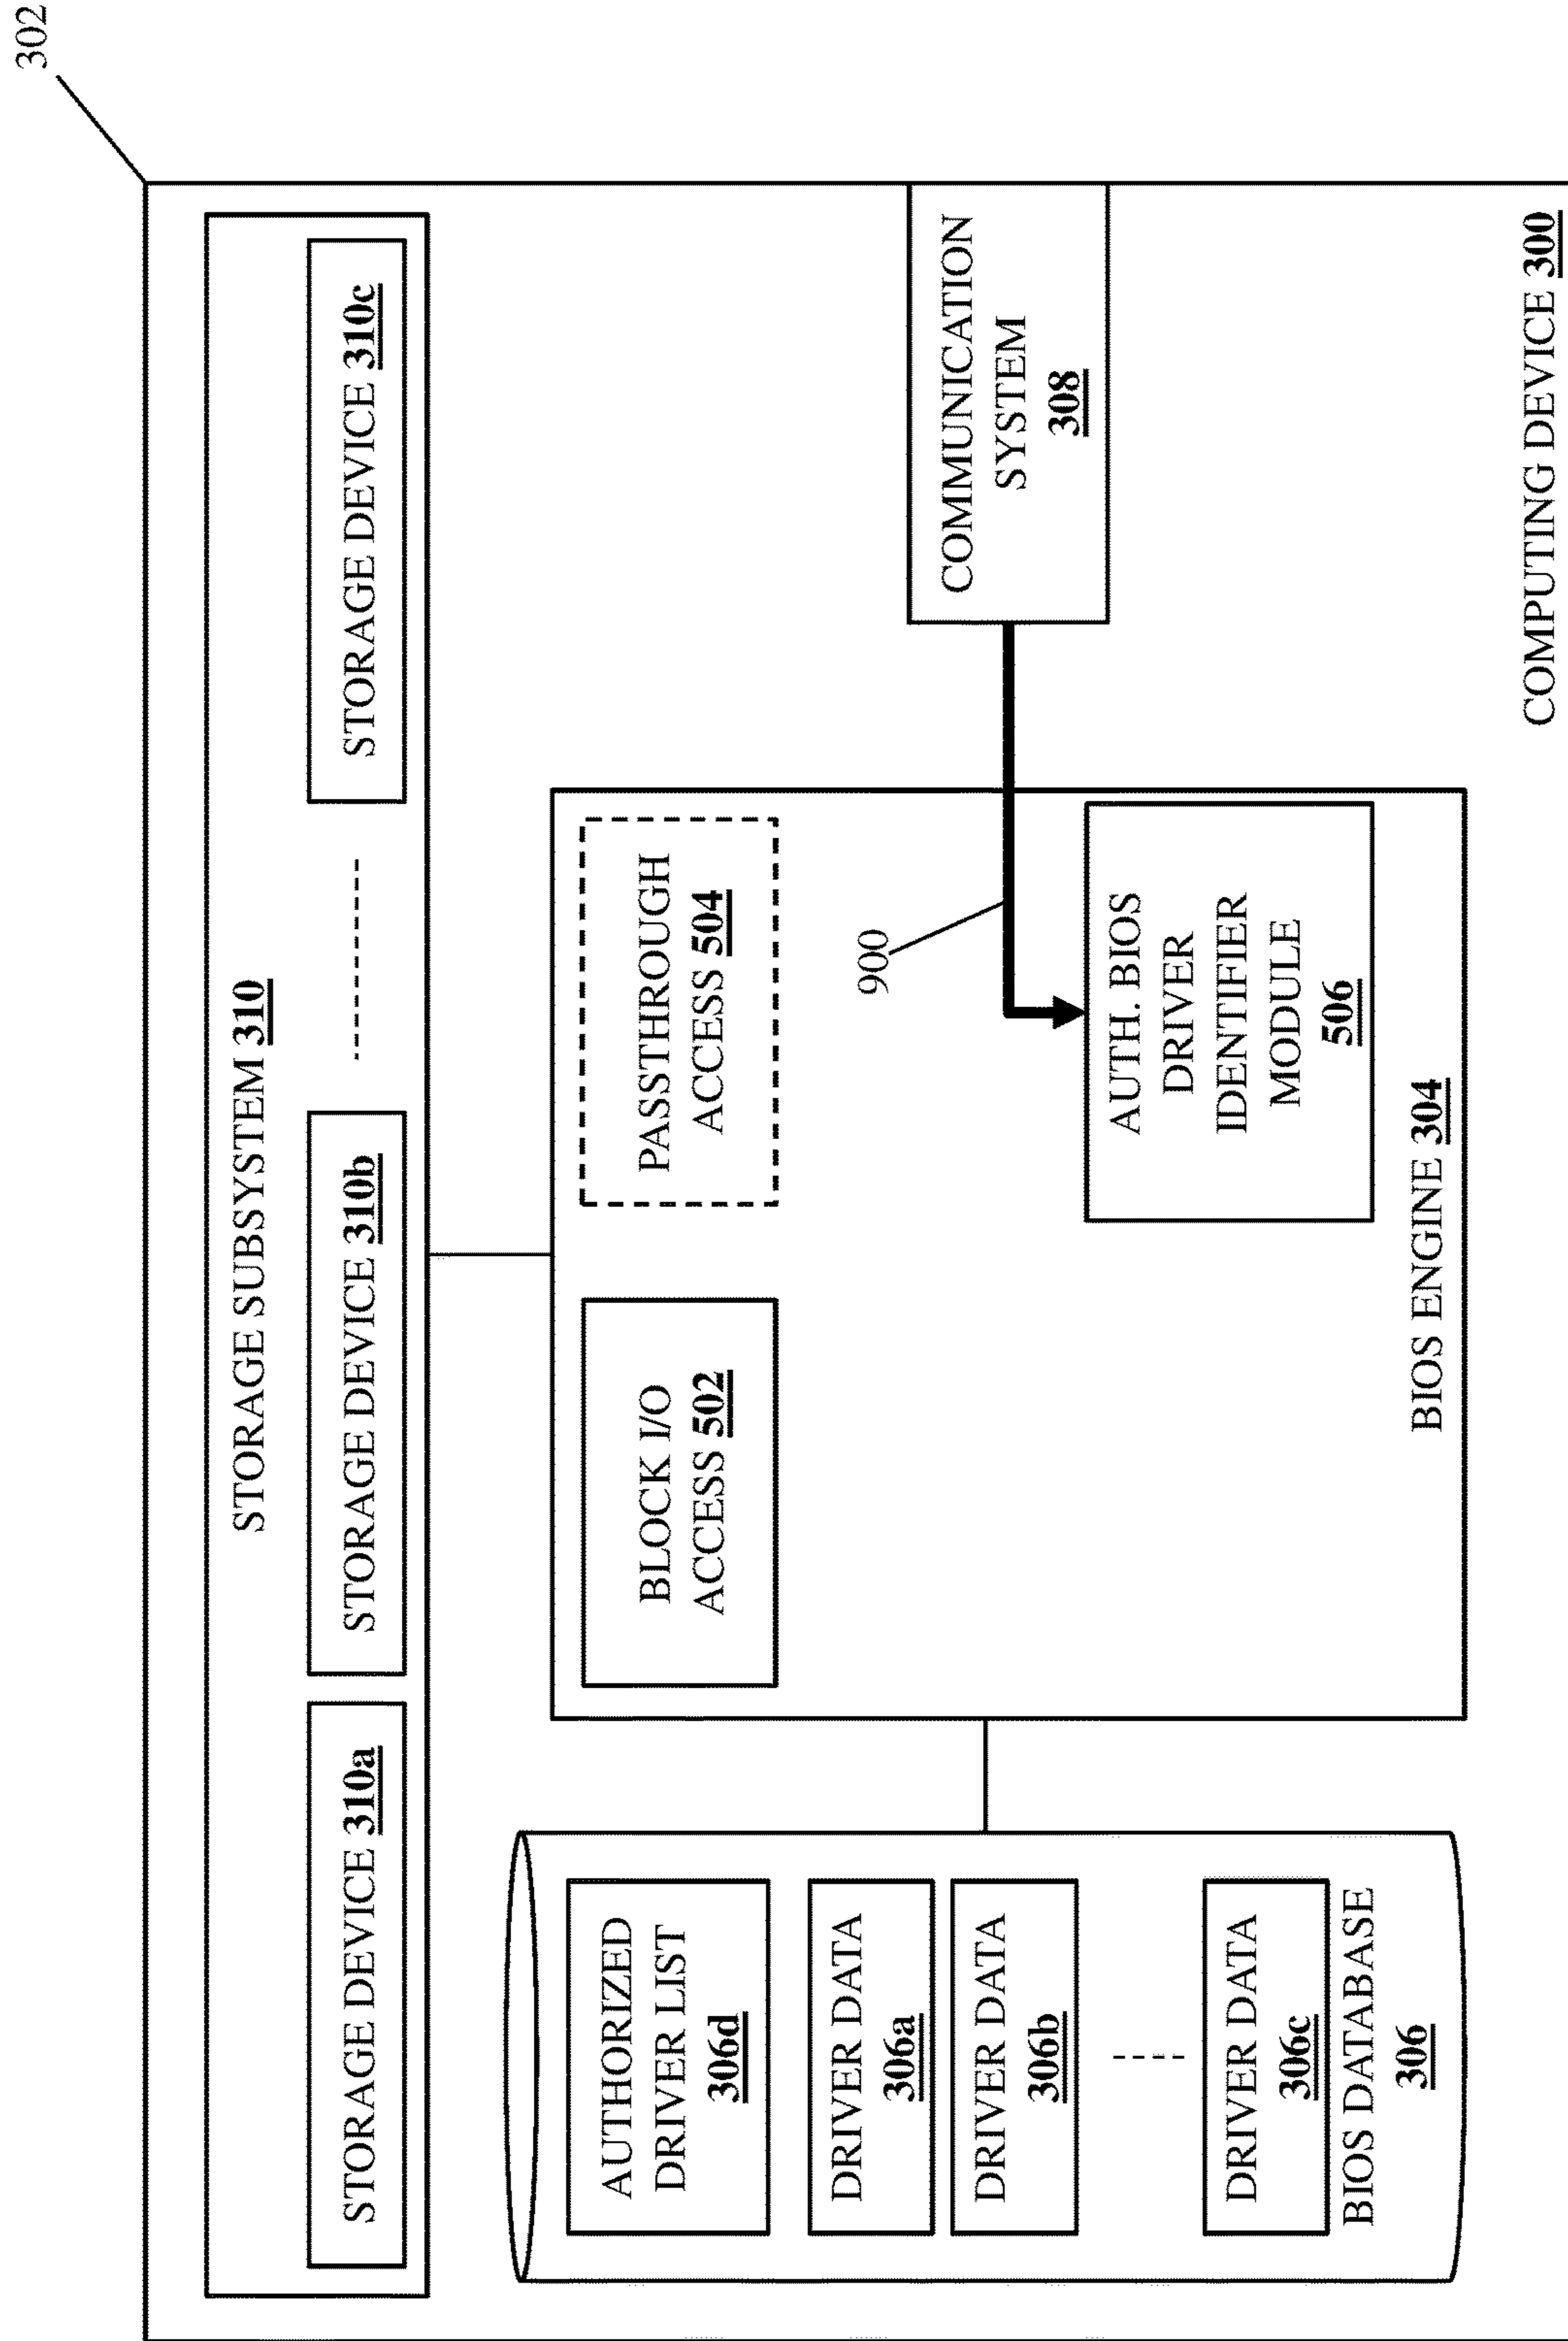 302
STORAGE SUBSYSTEM 310
STORAGE DEVICE 310a
STORAGE DEVICE 310b
STORAGE DEVICE 310c
AUTHORIZED
DRIVER LIST
306d
DRIVER DATA
306a
DRIVER DATA
306b
DRIVER DATA
306c
BIOS DATABASE
306
BLOCK I/O
ACCESS 502
PASSTHROUGH
ACCESS 504
900
AUTH. BIOS
DRIVER
IDENTIFIER
MODULE
506
BIOS ENGINE 304
COMMUNICATION
SYSTEM
308
COMPUTING DEVICE 300